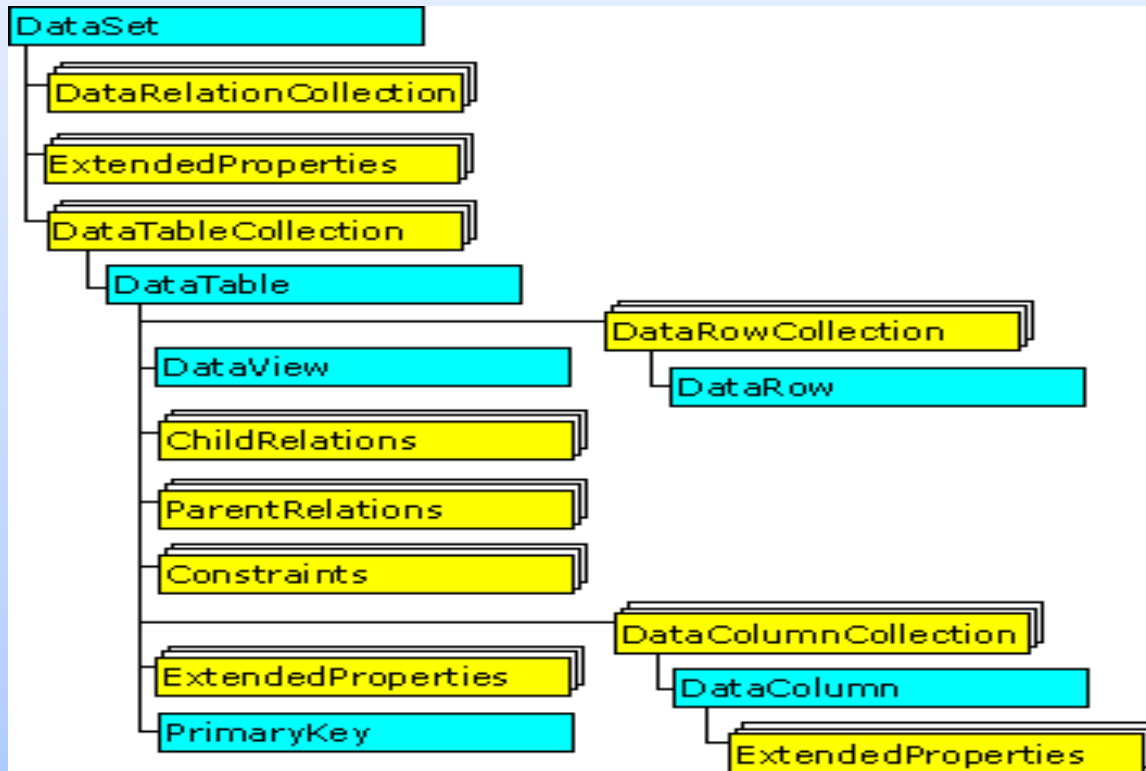 DataSet
DataRelationCollection
ExtendedProperties
DataTableCollection
DataTable
DataRowCollection
DataView
DataRow
ChildRelations
ParentRelations
Constraints
DataColumnCollection
ExtendedProperties
DataColumn
PrimaryKey
ExtendedProperties